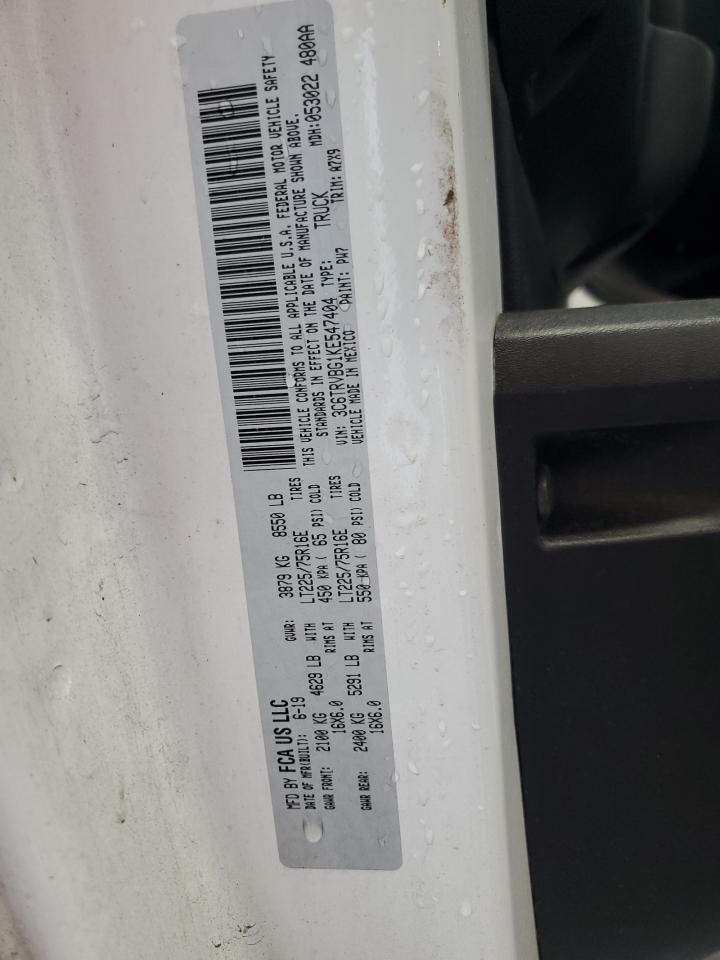 MFD BY FCA US LLC
DATE OF MFR(BUILT): 6-19 GVWR: 3879 KG 8550 LB
GAWR FRONT: 2100 KG 4629 LB WITH LT225/75R16E TIRES
16X6.0 RIMS AT 450 KPA ( 65 PSI) COLD
GAWR REAR: 2400 KG 5291 LB WITH LT225/75R16E TIRES
16X6.0 RIMS AT 550 KPA ( 80 PSI) COLD
THIS VEHICLE CONFORMS TO ALL APPLICABLE U.S.A. FEDERAL MOTOR VEHICLE SAFETY
STANDARDS IN EFFECT ON THE DATE OF MANUFACTURE SHOWN ABOVE.
VIN: 3C6TRVBG1KE547404 TYPE: TRUCK MDH:053022 480AA
VEHICLE MADE IN MEXICO PAINT: PW7 TRIM: A7X9